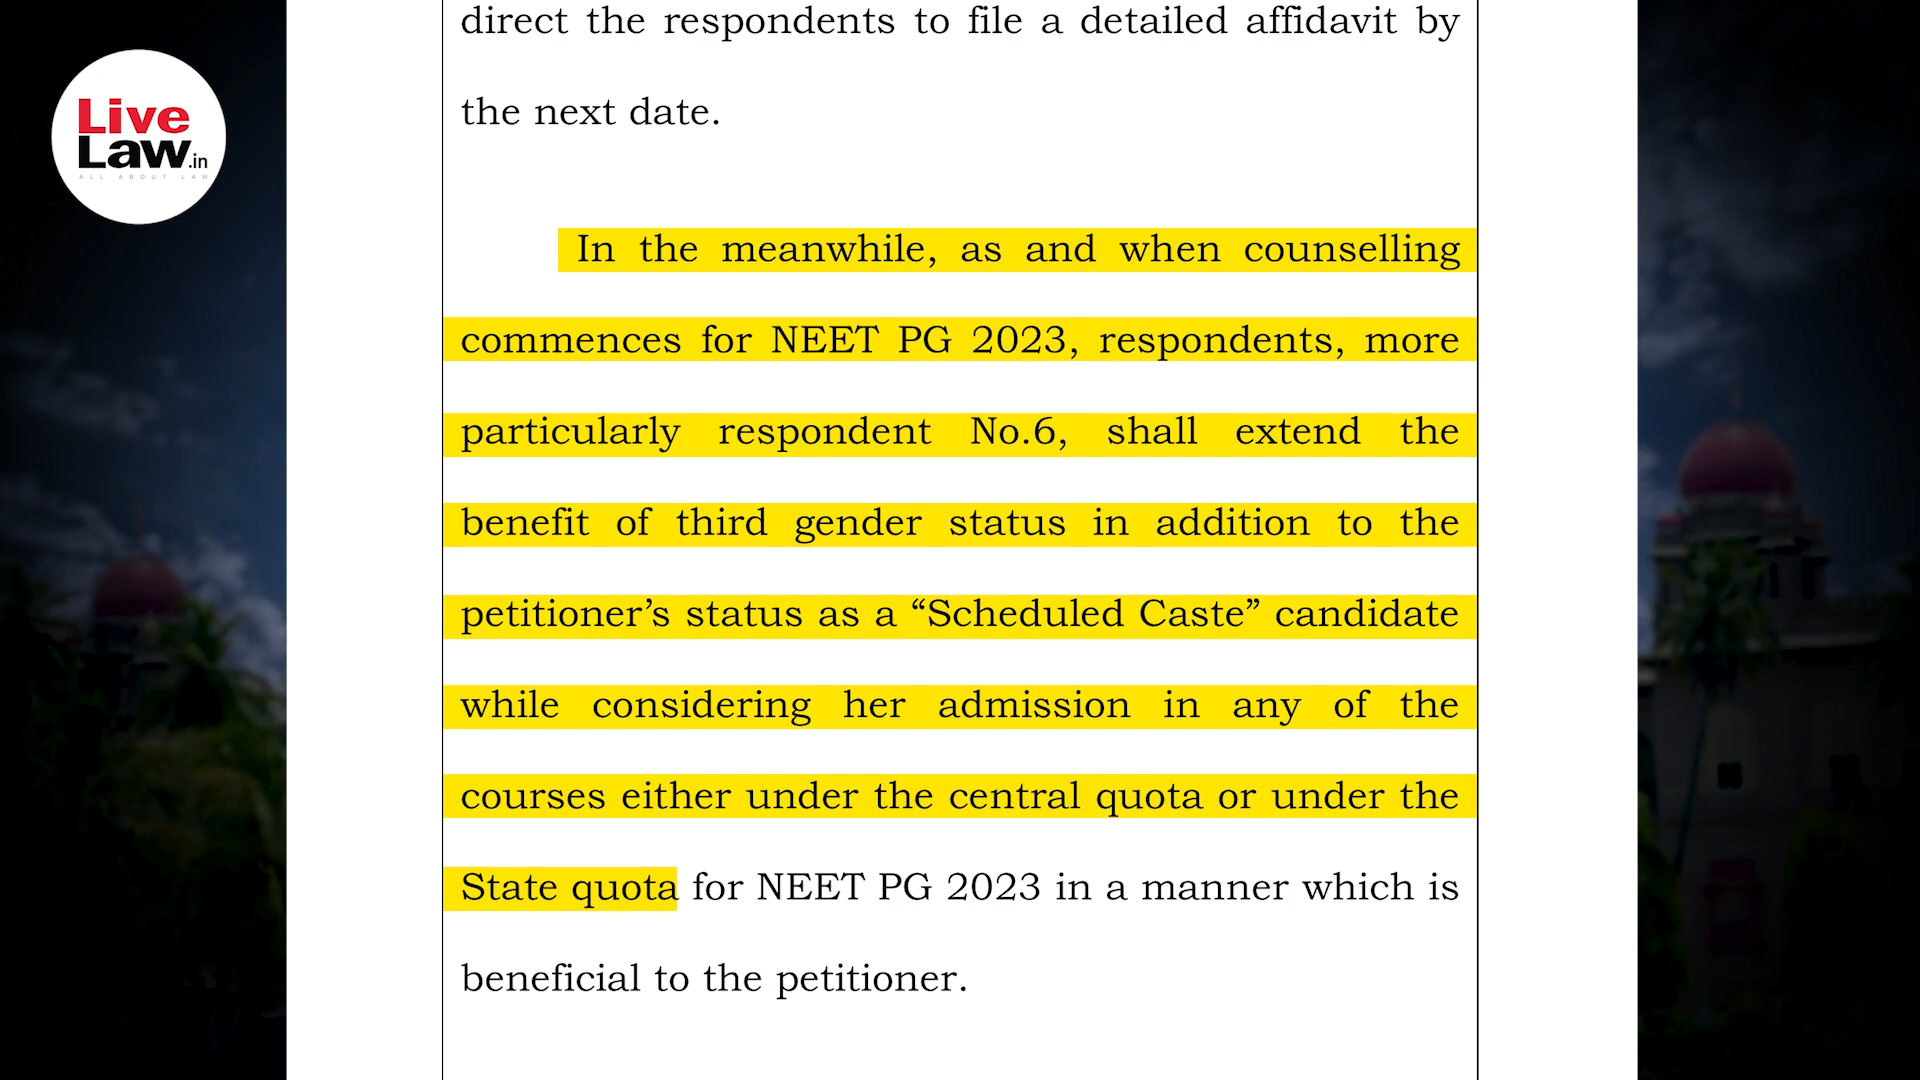 direct the respondents to file a detailed affidavit by
the next date.
Live
Law.in
ALL ABOUT LAW
In the meanwhile, as and when counselling
commences for NEET PG 2023, respondents, more
particularly respondent No.6, shall extend the
benefit of third gender status in addition to the
petitioner’s status as a “Scheduled Caste” candidate
while considering her admission in any of the
courses either under the central quota or under the
State quota for NEET PG 2023 in a manner which is
beneficial to the petitioner.